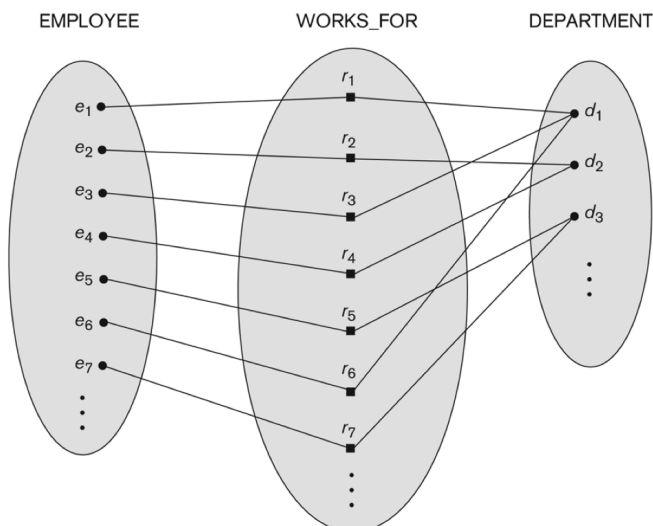 EMPLOYEE
WORKS_FOR
DEPARTMENT
e1
e2
e3
e4
e5
e6
e7
r1
r2
r3
r4
r5
r6
r7
d1
d2
d3